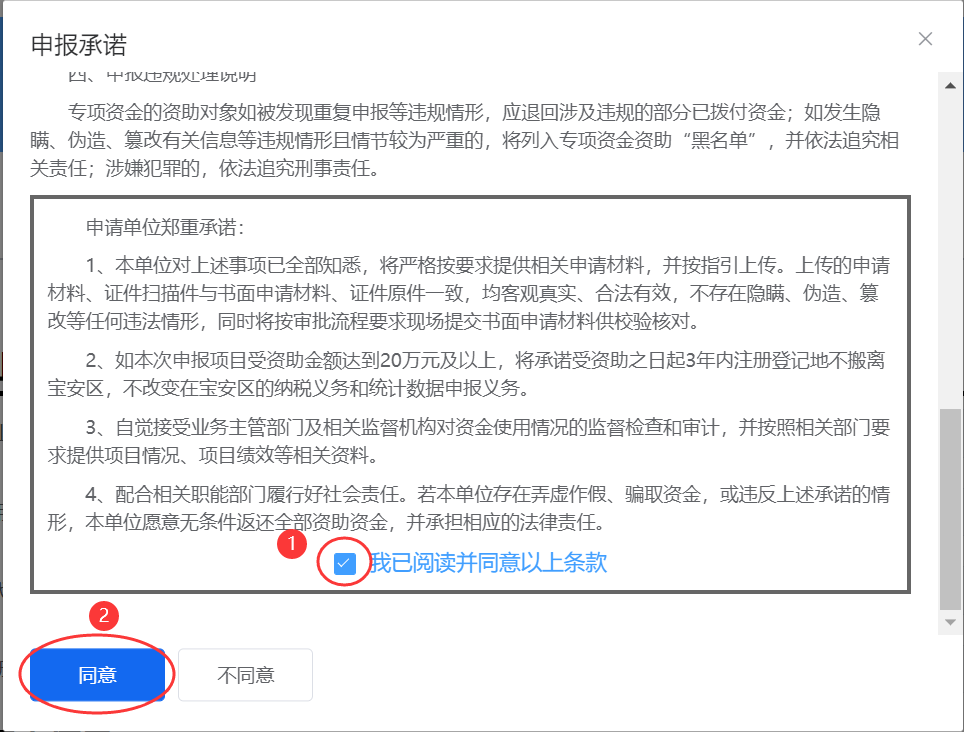 申报承诺
四、申报违规处理说明
专项资金的资助对象如被发现重复申报等违规情形，应退回涉及违规的部分已拨付资金；如发生隐
瞒、伪造、篡改有关信息等违规情形且情节较为严重的，将列入专项资金资助“黑名单”，并依法追究相
关责任；涉嫌犯罪的，依法追究刑事责任。
申请单位郑重承诺：
1、本单位对上述事项已全部知悉，将严格按要求提供相关申请材料，并按指引上传。上传的申请
材料、证件扫描件与书面申请材料、证件原件一致，均客观真实、合法有效，不存在隐瞒、伪造、篡
改等任何违法情形，同时将按审批流程要求现场提交书面申请材料供校验核对。
2、如本次申报项目受资助金额达到20万元及以上，将承诺受资助之日起3年内注册登记地不搬离
宝安区，不改变在宝安区的纳税义务和统计数据申报义务。
3、自觉接受业务主管部门及相关监督机构对资金使用情况的监督检查和审计，并按照相关部门要
求提供项目情况、项目绩效等相关资料。
4、配合相关职能部门履行好社会责任。若本单位存在弄虚作假、骗取资金，或违反上述承诺的情
形，本单位愿意无条件返还全部资助资金，并承担相应的法律责任。
1
我已阅读并同意以上条款
2
同意 不同意